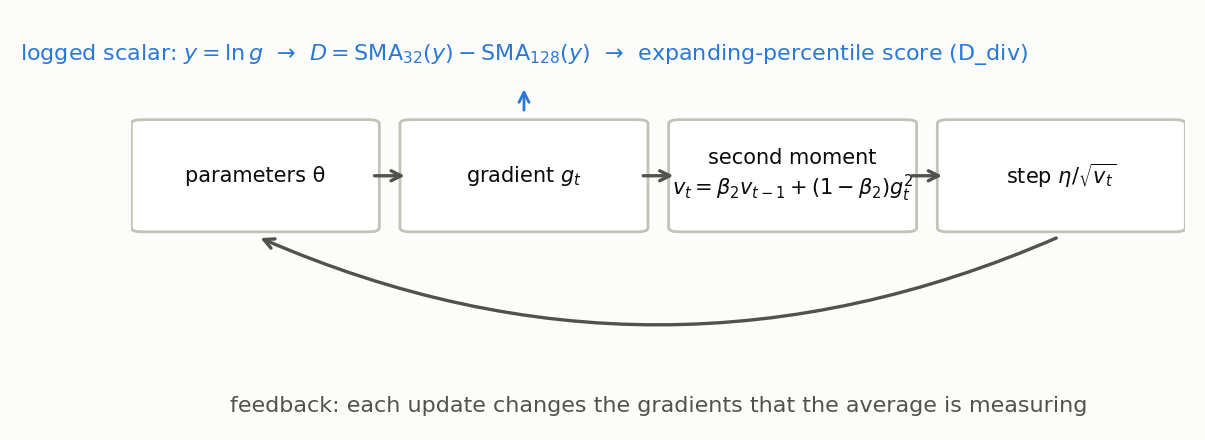 logged scalar: y = ln g → D = SMA₃₂(y) − SMA₁₂₈(y) → expanding-percentile score (D_div)
parameters θ
gradient gₜ
second moment
vₜ = β₂vₜ₋₁ + (1 − β₂)gₜ²
step η/√vₜ
feedback: each update changes the gradients that the average is measuring